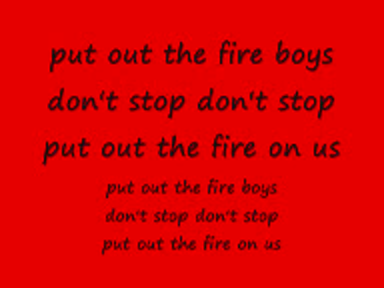 put out the fire boys
don't stop don't stop
put out the fire on us
put out the fire boys
don't stop don't stop
put out the fire on us